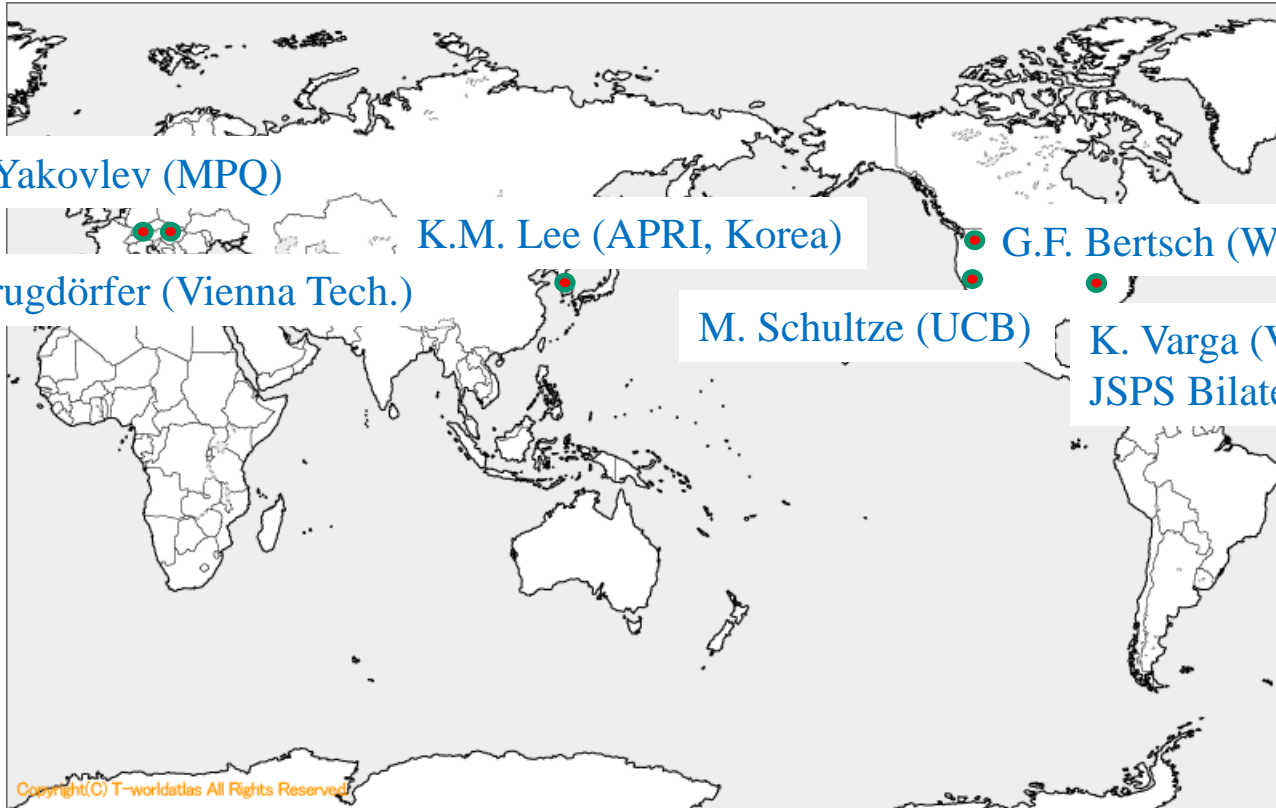 Yakovlev (MPQ)
K.M. Lee (APRI, Korea)
G.F. Bertsch (W
rugdörfer (Vienna Tech.)
M. Schultze (UCB)
K. Varga (V
JSPS Bilate
Copyright(C) T-worldatlas All Rights Reserved